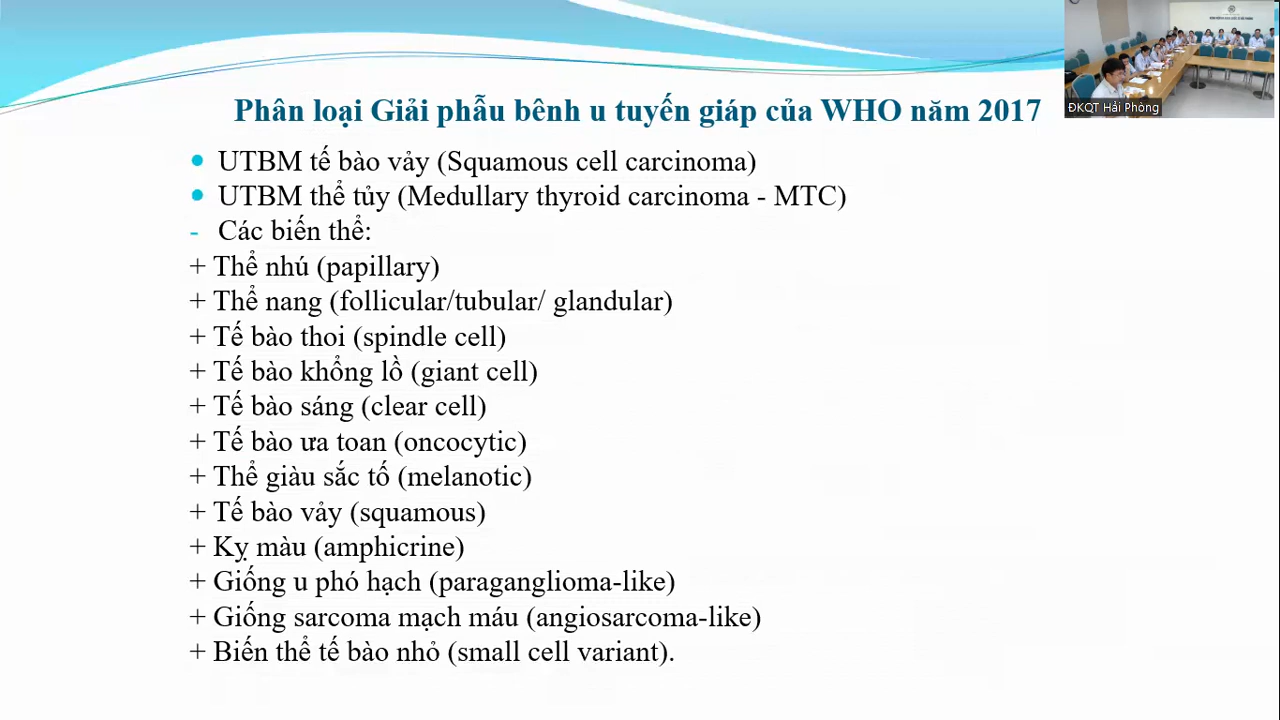 Phân loại Giải phẫu bênh u tuyến giáp của WHO năm 2017
ĐKQT Hải Phòng
UTBM tế bào vảy (Squamous cell carcinoma)
UTBM thể tủy (Medullary thyroid carcinoma - MTC)
- Các biến thể:
+ Thể nhú (papillary)
+ Thể nang (follicular/tubular/ glandular)
+ Tế bào thoi (spindle cell)
+ Tế bào khổng lồ (giant cell)
+ Tế bào sáng (clear cell)
+ Tế bào ưa toan (oncocytic)
+ Thể giàu sắc tố (melanotic)
+ Tế bào vảy (squamous)
+ Kỵ màu (amphicrine)
+ Giống u phó hạch (paraganglioma-like)
+ Giống sarcoma mạch máu (angiosarcoma-like)
+ Biến thể tế bào nhỏ (small cell variant).